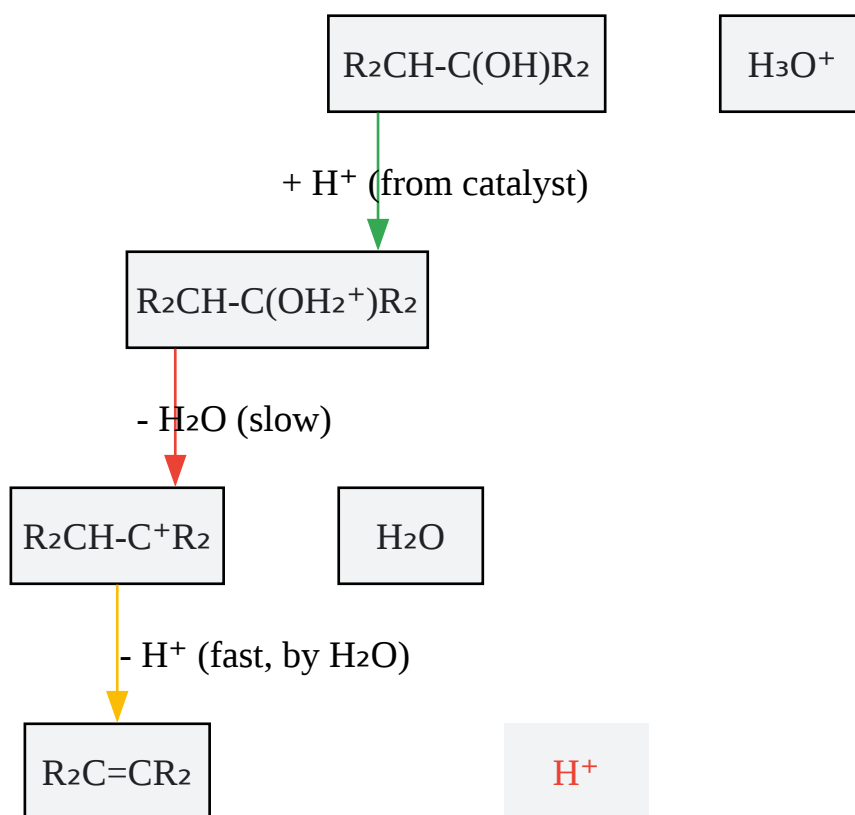 R₂CH-C(OH)R₂
H₃O⁺
+ H⁺ (from catalyst)
R₂CH-C(OH₂⁺)R₂
- H₂O (slow)
R₂CH-C⁺R₂
H₂O
- H⁺ (fast, by H₂O)
R₂C=CR₂
H⁺